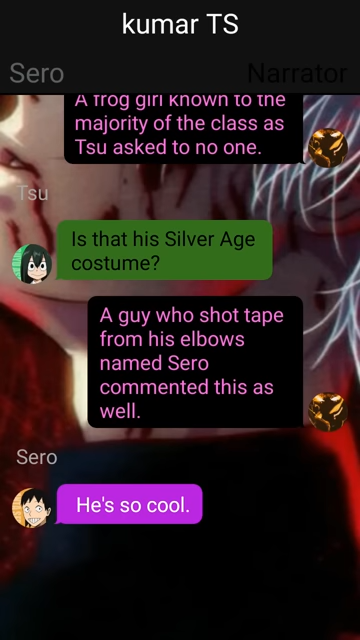 kumar TS
Sero
Narrator
A frog girl known to the
majority of the class as
Tsu asked to no one.
Tsu
Is that his Silver Age
costume?
A guy who shot tape
from his elbows
named Sero
commented this as
well.
Sero
He's so cool.